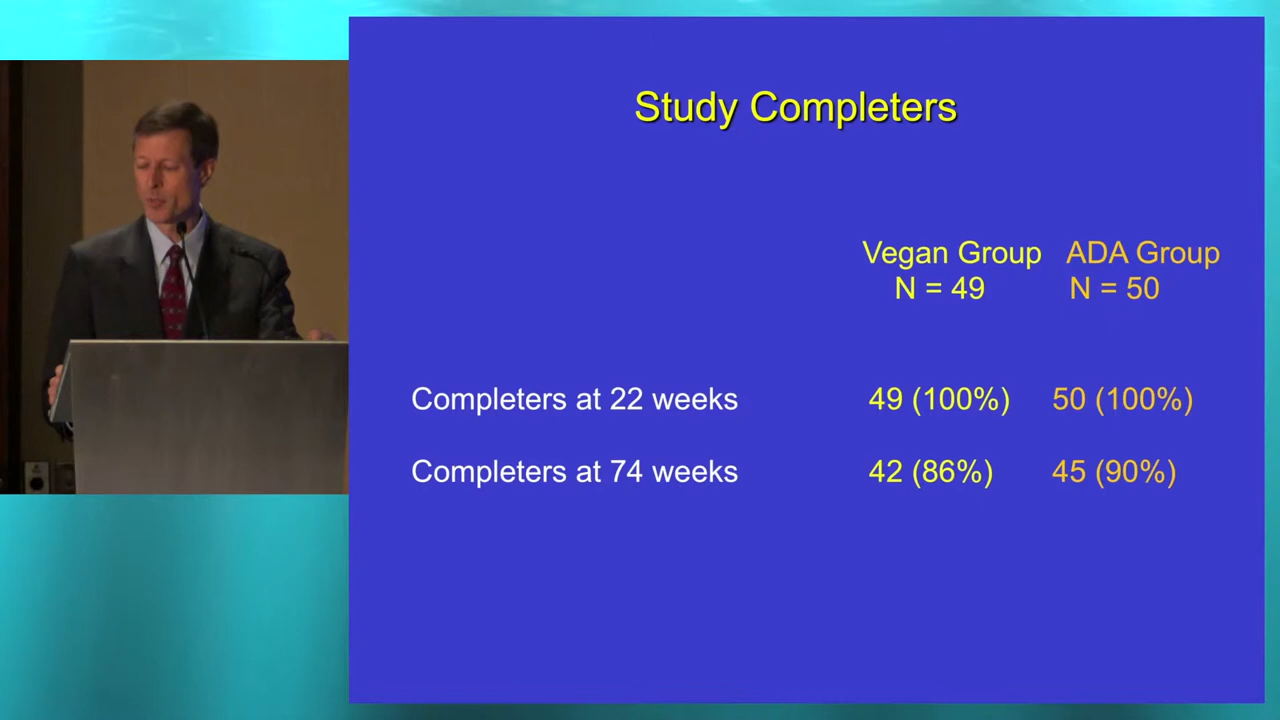 Study Completers
Vegan Group ADA Group
N = 49 N = 50
Completers at 22 weeks 49 (100%) 50 (100%)
Completers at 74 weeks 42 (86%) 45 (90%)